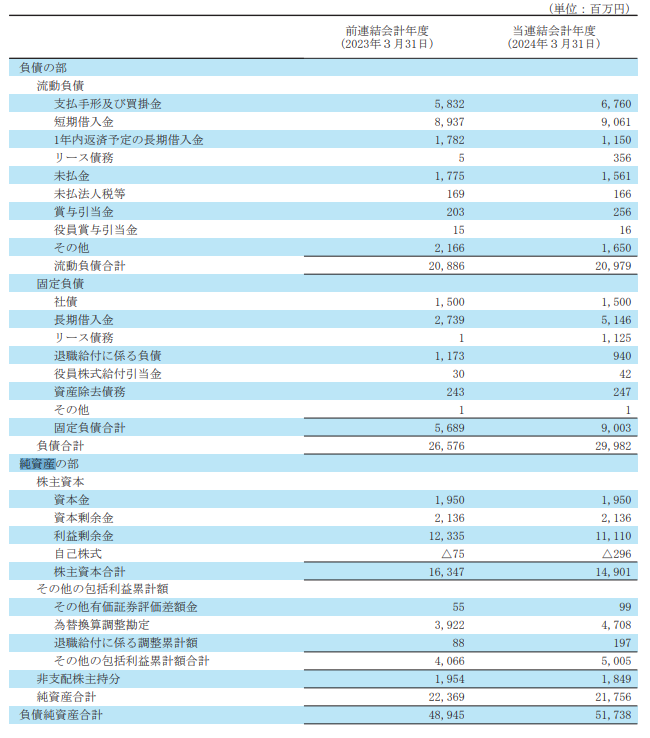 (単位：百万円)
前連結会計年度 当連結会計年度
(2023年３月31日) (2024年３月31日)
負債の部
流動負債
支払手形及び買掛金 5,832 6,760
短期借入金 8,937 9,061
1年内返済予定の長期借入金 1,782 1,150
リース債務 5 356
未払金 1,775 1,561
未払法人税等 169 166
賞与引当金 203 256
役員賞与引当金 15 16
その他 2,166 1,650
流動負債合計 20,886 20,979
固定負債
社債 1,500 1,500
長期借入金 2,739 5,146
リース債務 1 1,125
退職給付に係る負債 1,173 940
役員株式給付引当金 30 42
資産除去債務 243 247
その他 1 1
固定負債合計 5,689 9,003
負債合計 26,576 29,982
純資産の部
株主資本
資本金 1,950 1,950
資本剰余金 2,136 2,136
利益剰余金 12,335 11,110
自己株式 △75 △296
株主資本合計 16,347 14,901
その他の包括利益累計額
その他有価証券評価差額金 55 99
為替換算調整勘定 3,922 4,708
退職給付に係る調整累計額 88 197
その他の包括利益累計額合計 4,066 5,005
非支配株主持分 1,954 1,849
純資産合計 22,369 21,756
負債純資産合計 48,945 51,738